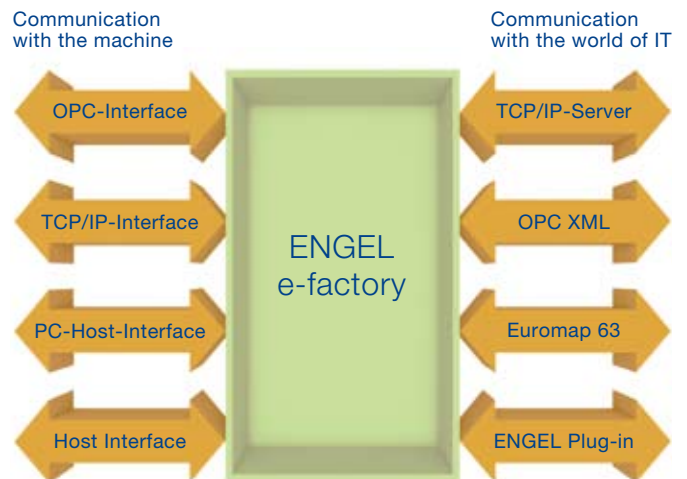 Communication
with the machine
Communication
with the world of IT
OPC-Interface
TCP/IP-Server
TCP/IP-Interface
OPC XML
ENGEL
e-factory
PC-Host-Interface
Euromap 63
Host Interface
ENGEL Plug-in